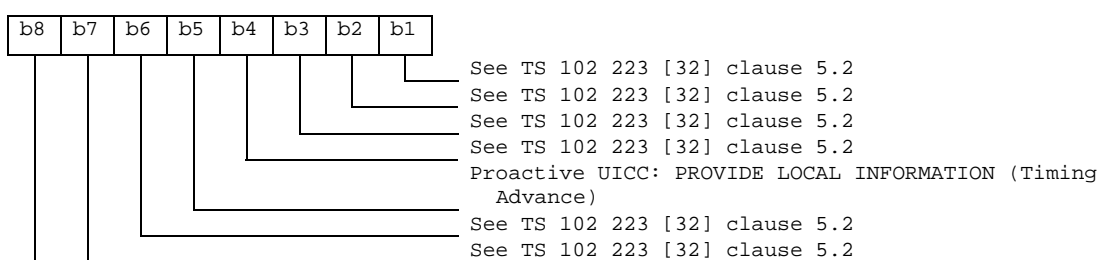 b8 b7 b6 b5 b4 b3 b2 b1
See TS 102 223 [32] clause 5.2
See TS 102 223 [32] clause 5.2
See TS 102 223 [32] clause 5.2
See TS 102 223 [32] clause 5.2
Proactive UICC: PROVIDE LOCAL INFORMATION (Timing
Advance)
See TS 102 223 [32] clause 5.2
See TS 102 223 [32] clause 5.2